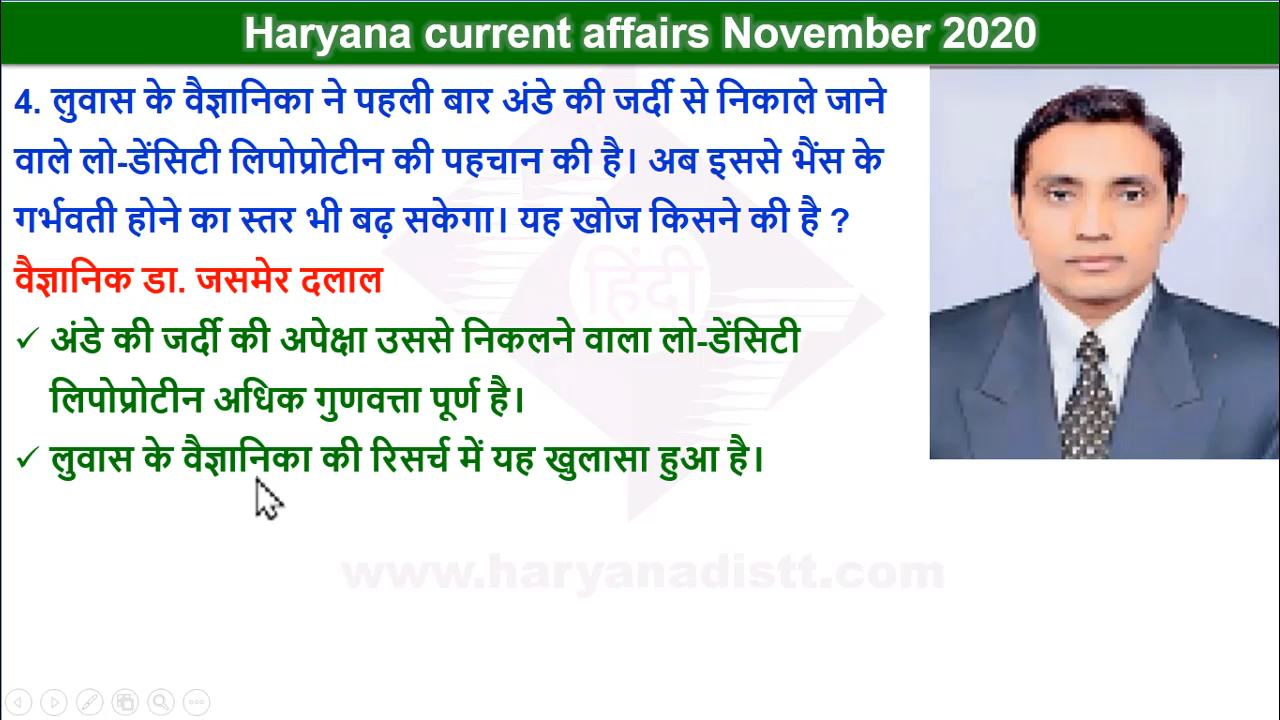 Haryana current affairs November 2020
4. लुवास के वैज्ञानिका ने पहली बार अंडे की जर्दी से निकाले जाने
वाले लो-डेंसिटी लिपोप्रोटीन की पहचान की है। अब इससे भैंस के
गर्भवती होने का स्तर भी बढ़ सकेगा। यह खोज किसने की है ?
वैज्ञानिक डा. जसमेर दलाल
✓ अंडे की जर्दी की अपेक्षा उससे निकलने वाला लो-डेंसिटी
लिपोप्रोटीन अधिक गुणवत्ता पूर्ण है।
✓ लुवास के वैज्ञानिका की रिसर्च में यह खुलासा हुआ है।
हिंदी
www.haryanadistt.com